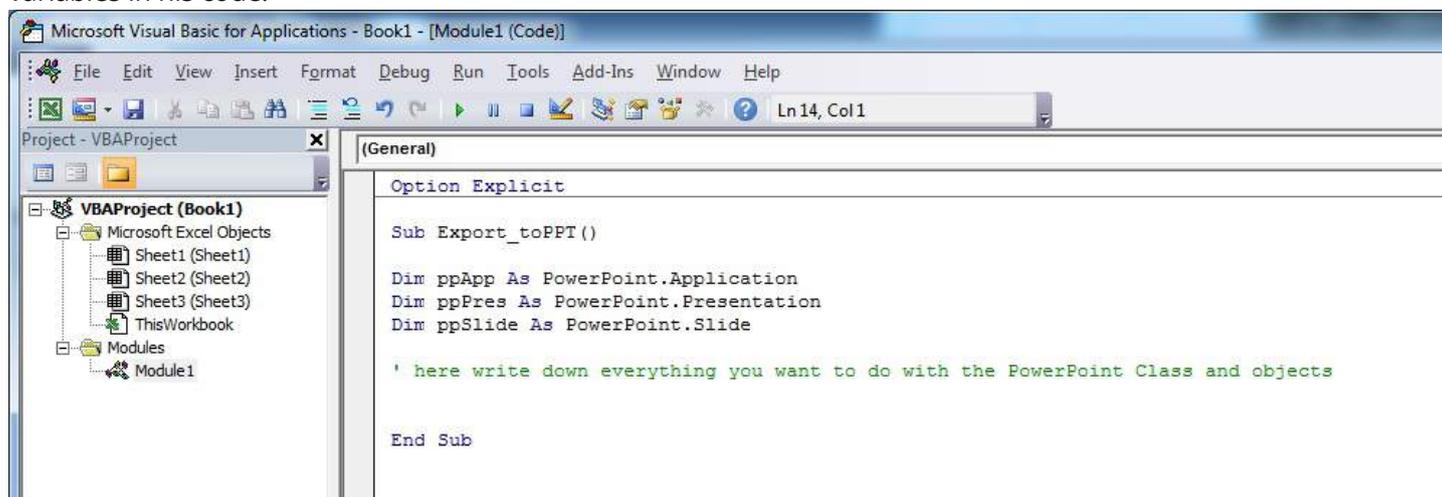 variables in his code.
Microsoft Visual Basic for Applications - Book1 - [Module1 (Code)]
File Edit View Insert Format Debug Run Tools Add-Ins Window Help
Ln 14, Col 1
Project - VBAProject
(General)
VBAProject (Book1)
Microsoft Excel Objects
Sheet1 (Sheet1)
Sheet2 (Sheet2)
Sheet3 (Sheet3)
ThisWorkbook
Modules
Module1
Option Explicit
Sub Export_toPPT()
Dim ppApp As PowerPoint.Application
Dim ppPres As PowerPoint.Presentation
Dim ppSlide As PowerPoint.Slide
' here write down everything you want to do with the PowerPoint Class and objects
End Sub